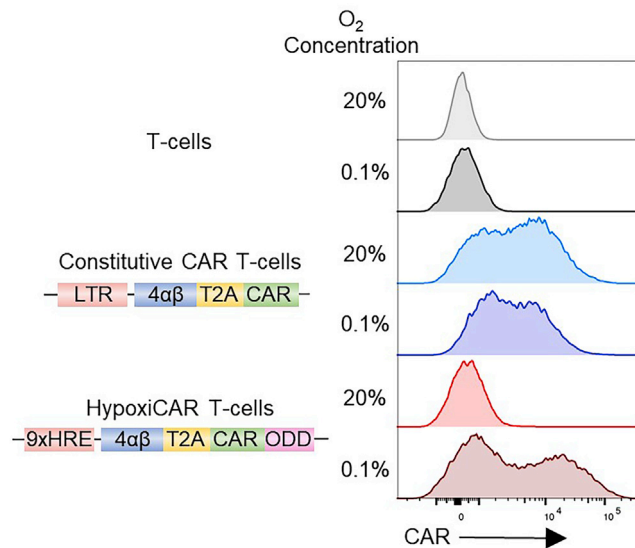 O2
Concentration
20%
T-cells
0.1%
20%
Constitutive CAR T-cells
LTR 4αβ T2A CAR
0.1%
20%
HypoxiCAR T-cells
9xHRE 4αβ T2A CAR ODD
0.1%
0 10^4 10^5
CAR